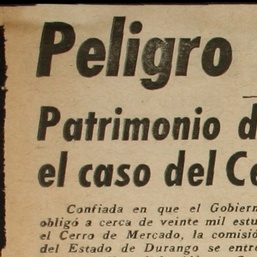 Peligro
Patrimonio d
el caso del Ce
Confiada en que el Gobiern
obligó a cerca de veinte mil estu
el Cerro de Mercado, la comisió
del Estado de Durango se entre